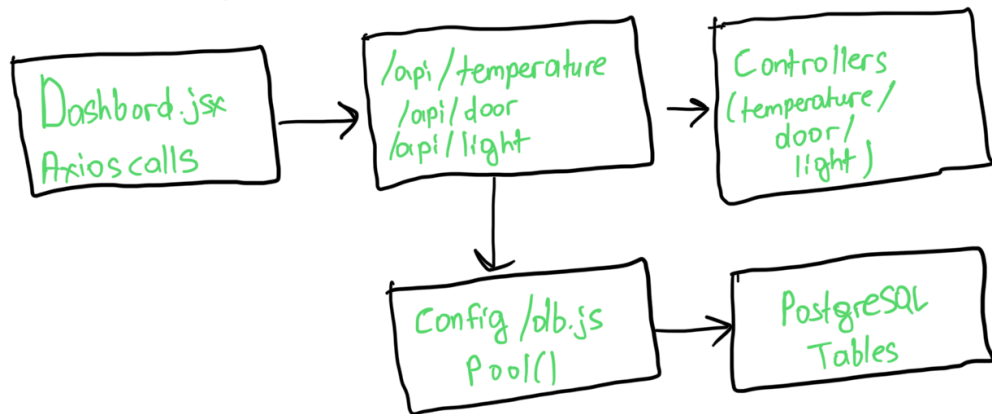 Dashbord.jsx
Axios calls
/api/temperature
/api/door
/api/light
Controllers
(temperature/
door/
light)
Config/db.js
Pool()
PostgreSQL
Tables